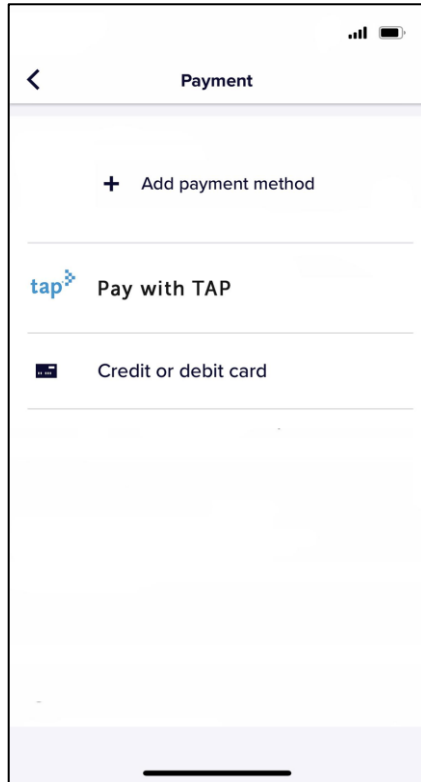 Payment
+ Add payment method
tap Pay with TAP
Credit or debit card